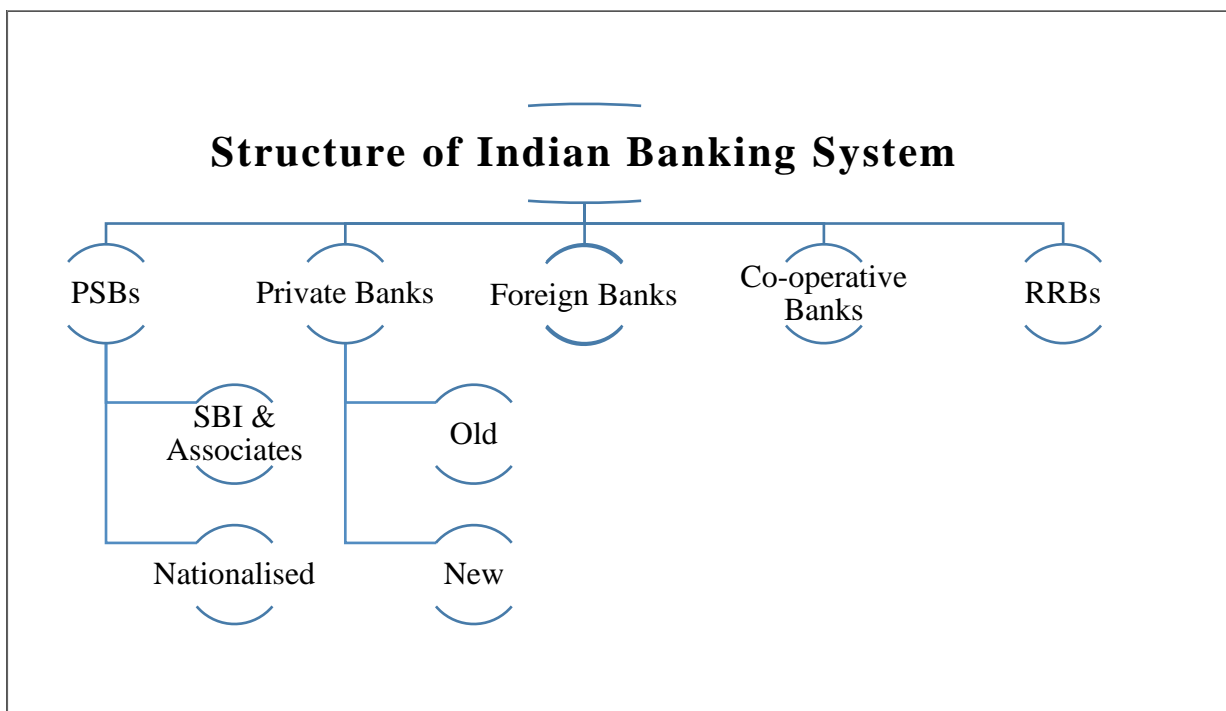 Structure of Indian Banking System
PSBs
Private Banks
Foreign Banks
Co-operative
Banks
RRBs
SBI &
Associates
Old
Nationalised
New